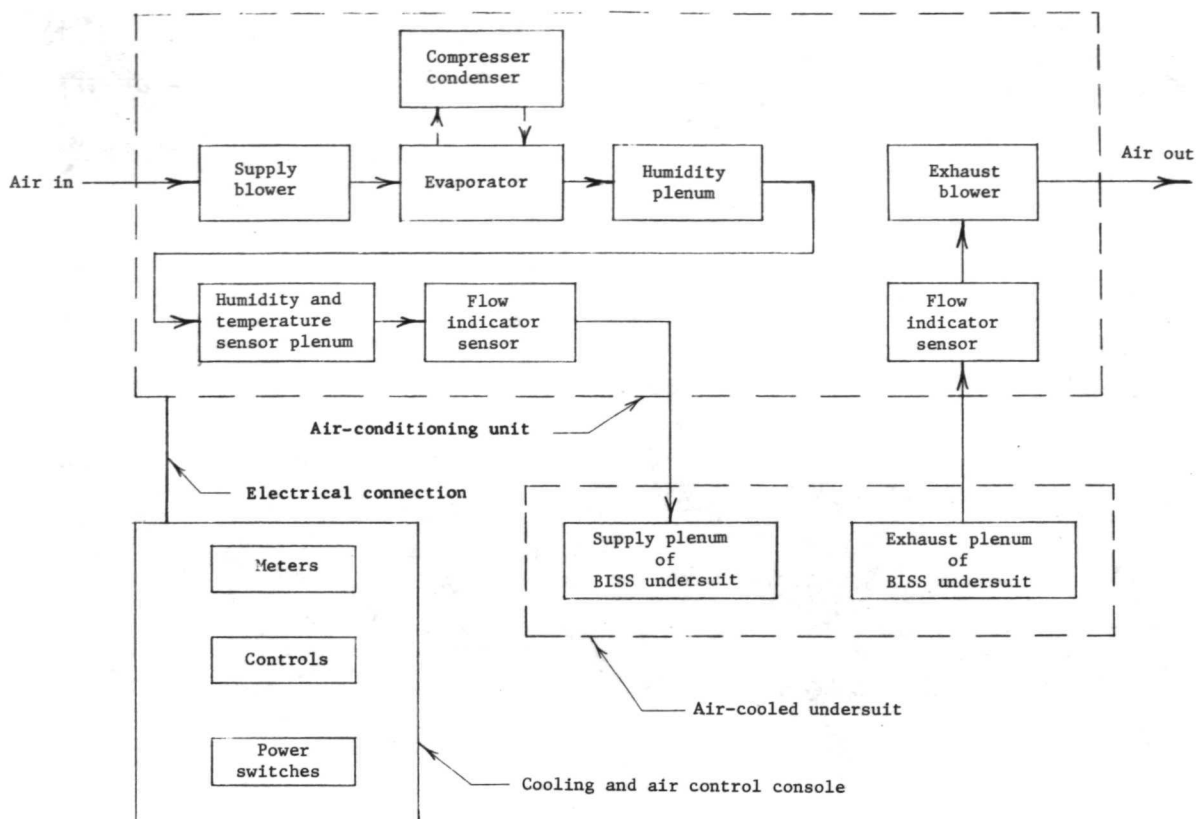 Compresser
condenser
Air in
Supply
blower
Evaporator
Humidity
plenum
Exhaust
blower
Air out
Humidity and
temperature
sensor plenum
Flow
indicator
sensor
Flow
indicator
sensor
Air-conditioning unit
Electrical connection
Supply plenum
of
BISS undersuit
Exhaust plenum
of
BISS undersuit
Meters
Controls
Power
switches
Air-cooled undersuit
Cooling and air control console